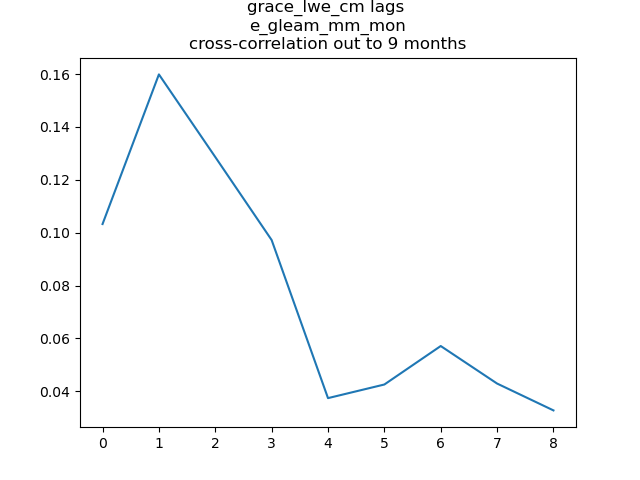 grace_lwe_cm lags
e_gleam_mm_mon
cross-correlation out to 9 months
0.16
0.14
0.12
0.10
0.08
0.06
0.04
0 1 2 3 4 5 6 7 8